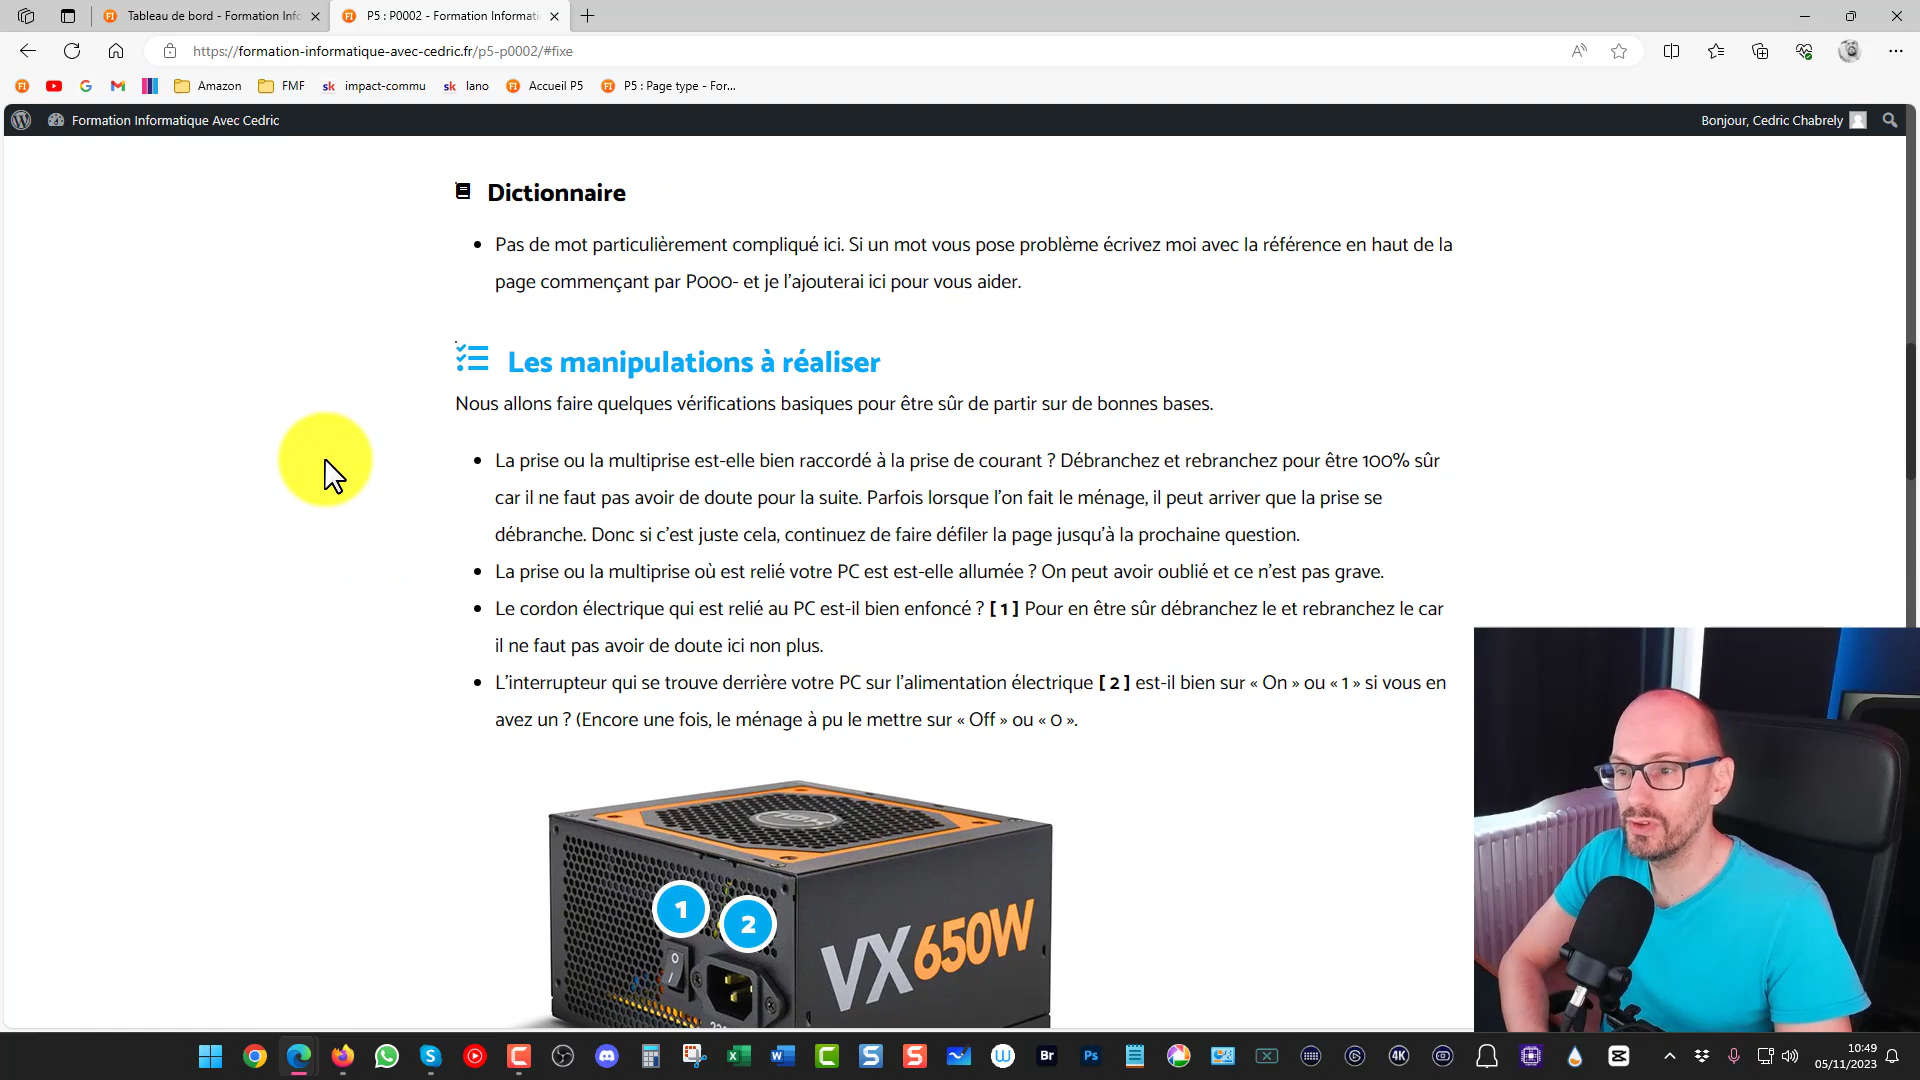 Tableau de bord - Formation Info
P5 : P0002 - Formation Informati
https://formation-informatique-avec-cedric.fr/p5-p0002/#fixe
Amazon
FMF
sk impact-commu
sk lano
FI Accueil P5
FI P5 : Page type - For...
Formation Informatique Avec Cedric
Bonjour, Cedric Chabrely
Dictionnaire
Pas de mot particulièrement compliqué ici. Si un mot vous pose problème écrivez moi avec la référence en haut de la
page commençant par P000- et je l'ajouterai ici pour vous aider.
Les manipulations à réaliser
Nous allons faire quelques vérifications basiques pour être sûr de partir sur de bonnes bases.
La prise ou la multiprise est-elle bien raccordé à la prise de courant ? Débranchez et rebranchez pour être 100% sûr
car il ne faut pas avoir de doute pour la suite. Parfois lorsque l'on fait le ménage, il peut arriver que la prise se
débranche. Donc si c'est juste cela, continuez de faire défiler la page jusqu'à la prochaine question.
La prise ou la multiprise où est relié votre PC est est-elle allumée ? On peut avoir oublié et ce n'est pas grave.
Le cordon électrique qui est relié au PC est-il bien enfoncé ? [ 1 ] Pour en être sûr débranchez le et rebranchez le car
il ne faut pas avoir de doute ici non plus.
L'interrupteur qui se trouve derrière votre PC sur l'alimentation électrique [ 2 ] est-il bien sur « On » ou « 1 » si vous en
avez un ? (Encore une fois, le ménage à pu le mettre sur « Off » ou « 0 ».
1
2
VX650W
10:49
05/11/2023